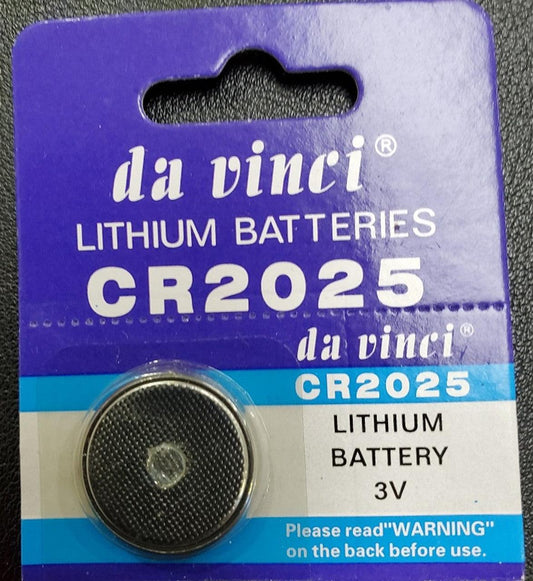 da vinci®
LITHIUM BATTERIES
CR2025
da vinci®
CR2025
LITHIUM
BATTERY
3V
Please read"WARNING"
on the back before use.